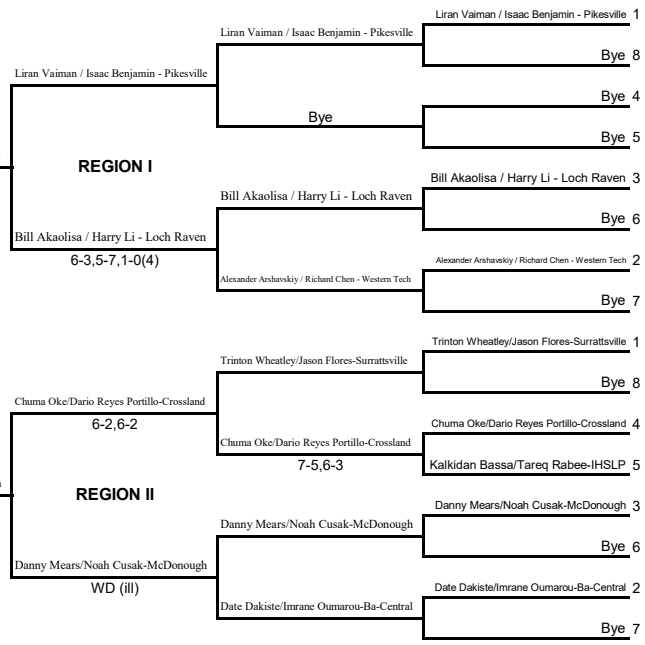 Liran Vaiman / Isaac Benjamin - Pikesville 1
Liran Vaiman / Isaac Benjamin - Pikesville
Bye 8
Liran Vaiman / Isaac Benjamin - Pikesville
Bye 4
Bye
Bye 5
REGION I
Bill Akaolisa / Harry Li - Loch Raven 3
Bill Akaolisa / Harry Li - Loch Raven
Bye 6
Bill Akaolisa / Harry Li - Loch Raven
6-3,5-7,1-0(4)
Alexander Arshavskiy / Richard Chen - Western Tech 2
Alexander Arshavskiy / Richard Chen - Western Tech
Bye 7
Trinton Wheatley/Jason Flores-Surrattsville 1
Trinton Wheatley/Jason Flores-Surrattsville
Bye 8
Chuma Oke/Dario Reyes Portillo-Crossland
6-2,6-2
Chuma Oke/Dario Reyes Portillo-Crossland 4
Chuma Oke/Dario Reyes Portillo-Crossland
7-5,6-3
Kalkidan Bassa/Tareq Rabee-IHSLP 5
REGION II
Danny Mears/Noah Cusak-McDonough 3
Danny Mears/Noah Cusak-McDonough
Bye 6
Danny Mears/Noah Cusak-McDonough
WD (ill)
Date Dakiste/Imrane Oumarou-Ba-Central 2
Date Dakiste/Imrane Oumarou-Ba-Central
Bye 7